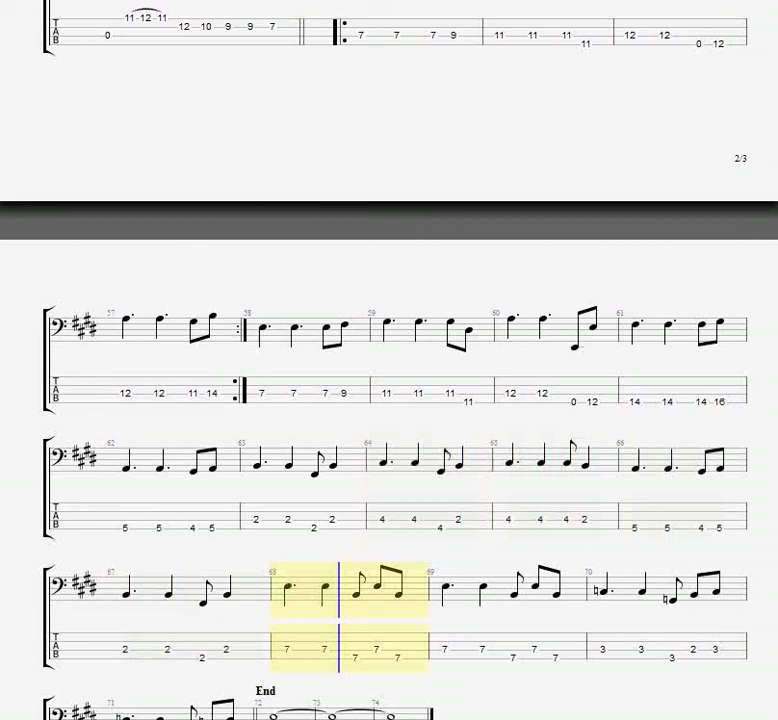 11 12 11
12 10 9 9 7
0 7 7 7 9 11 11 11 12 12
11 0 12
T
A
B
2/3
57 58 59 60 61
12 12 11 14 7 7 7 9 11 11 11 12 12
11 0 12 14 14 14 16
T
A
B
62 63 64 65 66
2 2 2 4 4 2 4 4 4 2
5 5 4 5 2 4 5 5 4 5
T
A
B
67 68 69 70
2 2 2 7 7 7 7 7 7 3 3 2 3
2 7 7 7 7 3
T
A
B
End
71 72 73 74